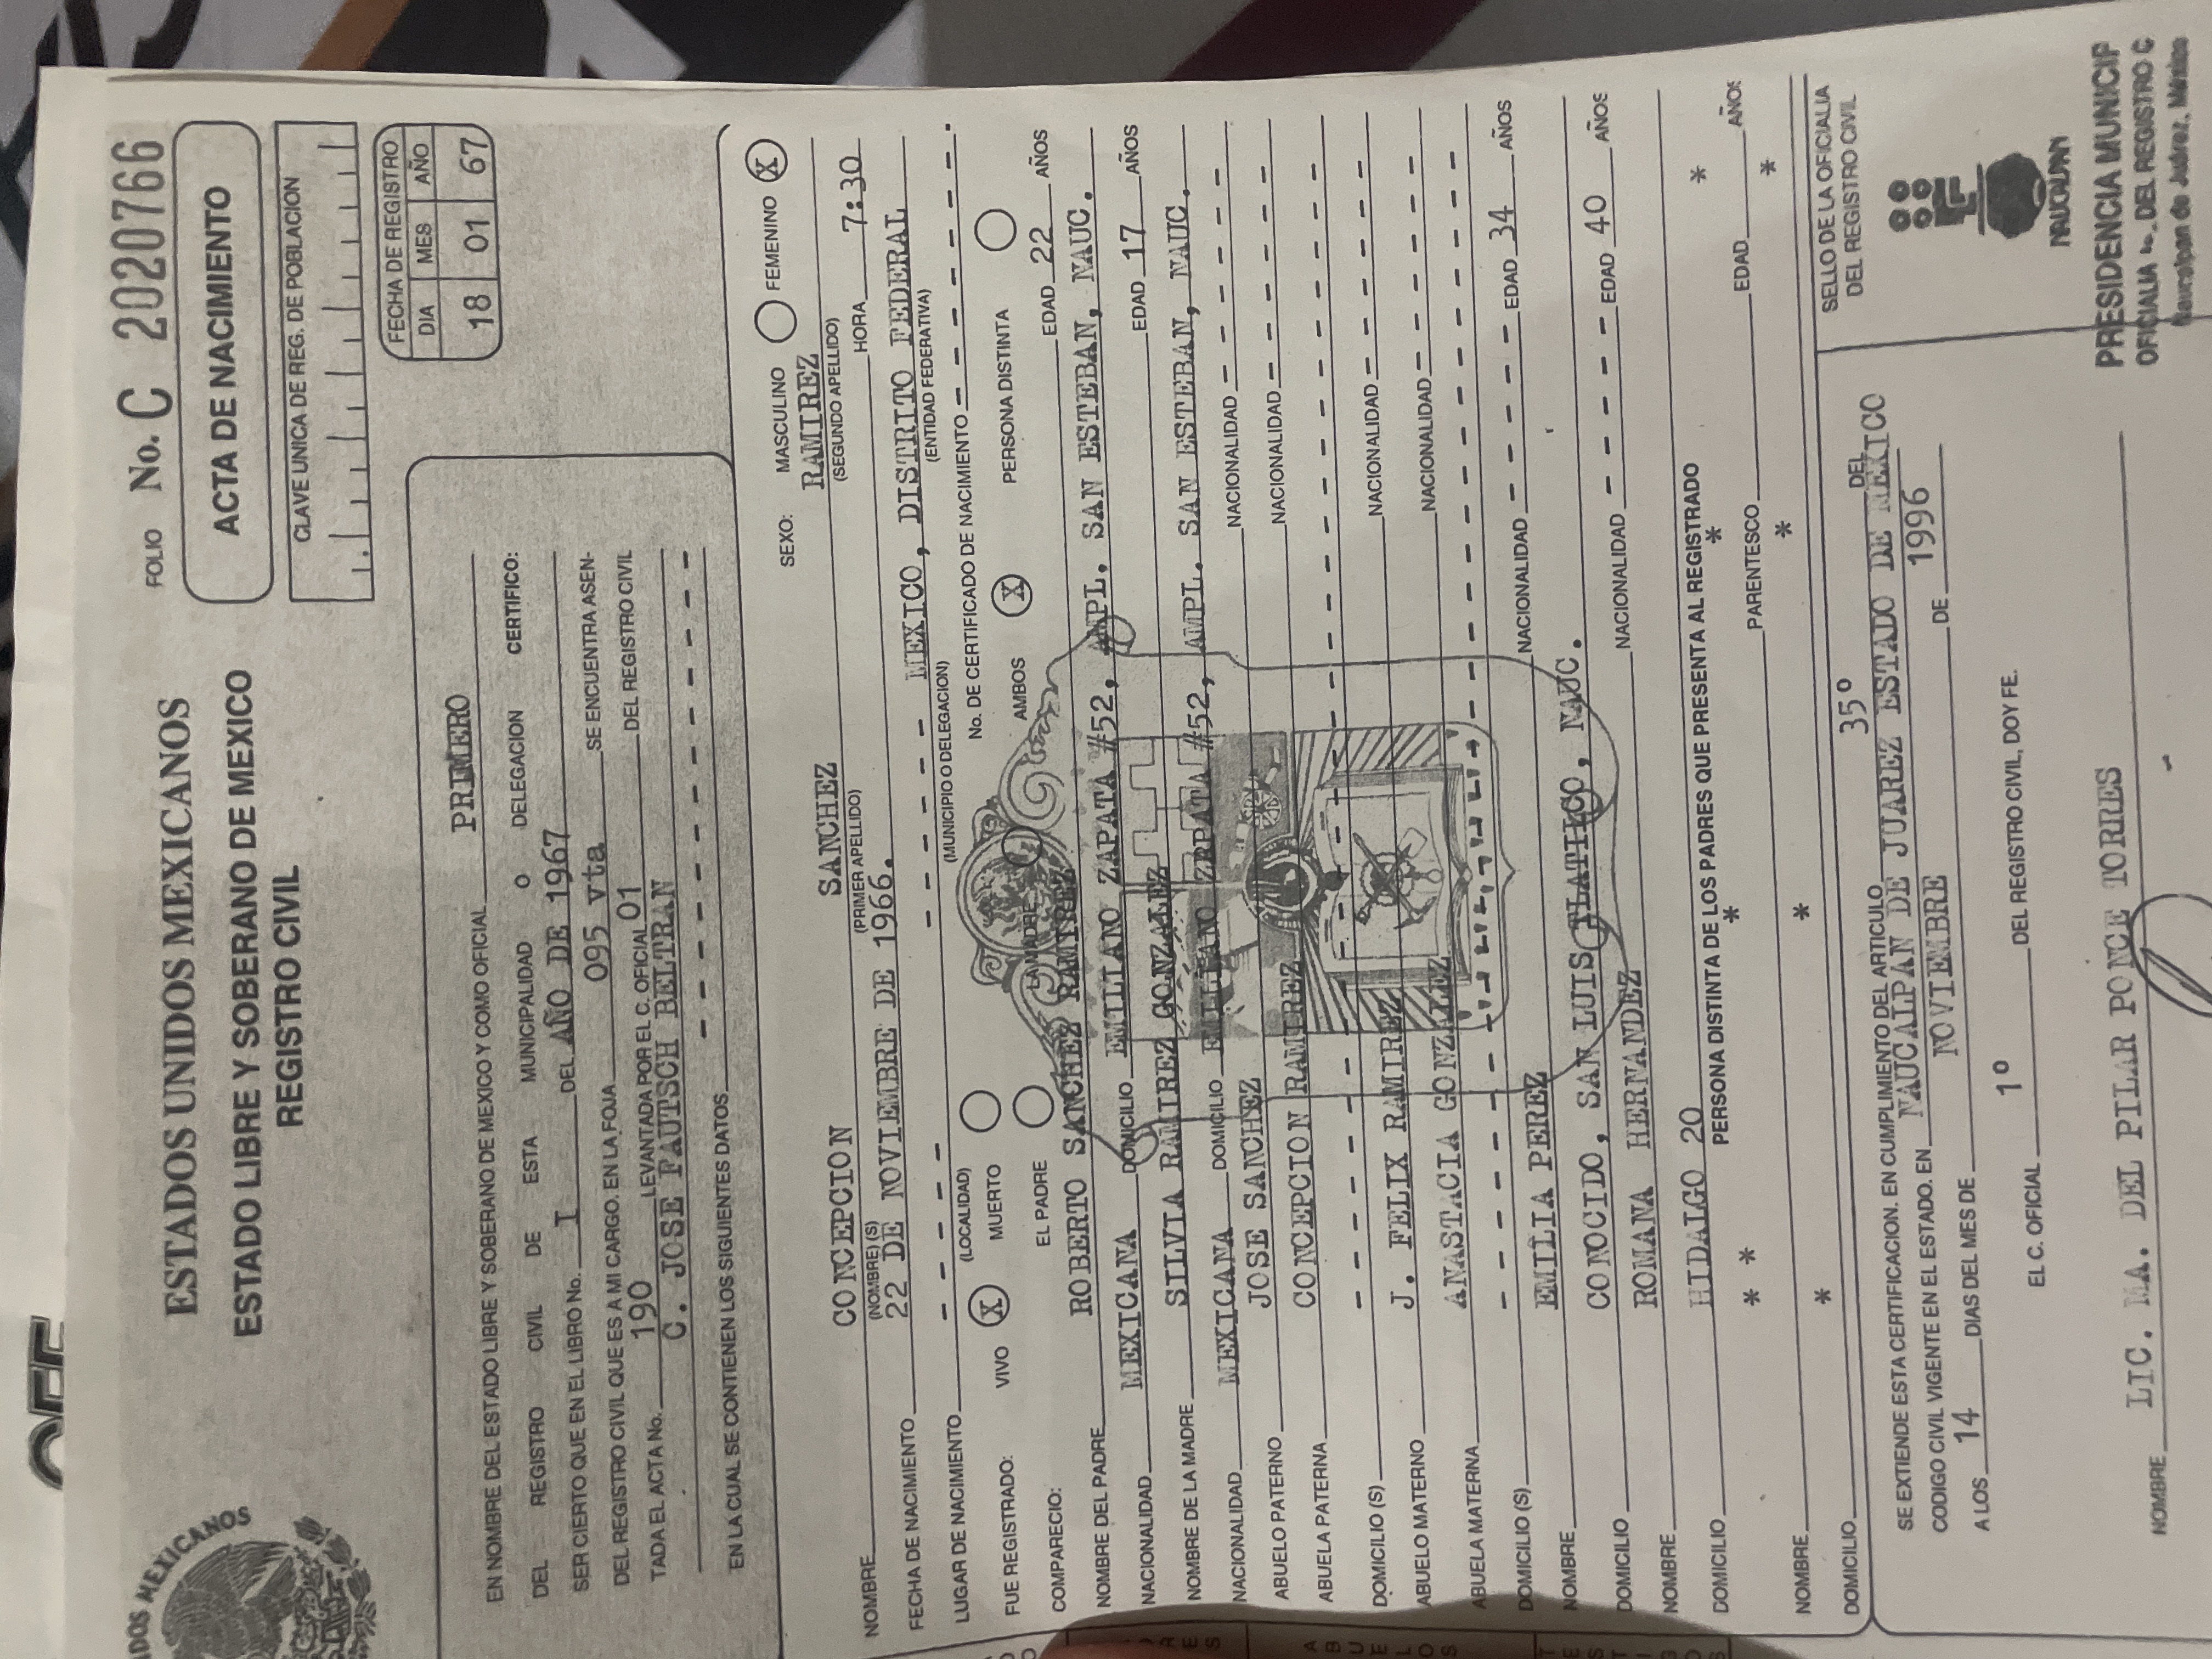 ESTADOS UNIDOS MEXICANOS
ESTADO LIBRE Y SOBERANO DE MEXICO
REGISTRO CIVIL
DOS MEXICANOS
FOLIO No. C 2020766
ACTA DE NACIMIENTO
CLAVE UNICA DE REG. DE POBLACION
FECHA DE REGISTRO
DIA MES AÑO
18 01 67
EN NOMBRE DEL ESTADO LIBRE Y SOBERANO DE MEXICO Y COMO OFICIAL PRIMERO
DEL REGISTRO CIVIL DE ESTA MUNICIPALIDAD O DELEGACION CERTIFICO:
SER CIERTO QUE EN EL LIBRO No. I DEL AÑO DE 1967
DEL REGISTRO CIVIL QUE ES A MI CARGO. EN LA FOJA 095 vta SE ENCUENTRA ASEN-
TADA EL ACTA No. 190 LEVANTADA POR EL C. OFICIAL 01 DEL REGISTRO CIVIL
C. JOSE FAUTSCH BELTRAN
EN LA CUAL SE CONTIENEN LOS SIGUIENTES DATOS
SEXO: MASCULINO FEMENINO X
NOMBRE CONCEPCION SANCHEZ RAMIREZ
(NOMBRE) (S) (PRIMER APELLIDO) (SEGUNDO APELLIDO)
FECHA DE NACIMIENTO 22 DE NOVIEMBRE DE 1966. HORA 7:30
LUGAR DE NACIMIENTO - - - - - - - - - MEXICO, DISTRITO FEDERAL
(LOCALIDAD) (MUNICIPIO O DELEGACION) (ENTIDAD FEDERATIVA)
FUE REGISTRADO: VIVO X MUERTO No. DE CERTIFICADO DE NACIMIENTO - - - - - - - -.
COMPARECIO: EL PADRE LA MADRE AMBOS X PERSONA DISTINTA
NOMBRE DEL PADRE ROBERTO SANCHEZ RAMIREZ EDAD 22 AÑOS
NACIONALIDAD MEXICANA DOMICILIO EMILIANO ZAPATA #52, AMPL. SAN ESTEBAN, NAUC.
NOMBRE DE LA MADRE SILVIA RAMIREZ GONZALEZ EDAD 17 AÑOS
NACIONALIDAD MEXICANA DOMICILIO EMILIANO ZAPATA #52, AMPL. SAN ESTEBAN, NAUC.
ABUELO PATERNO JOSE SANCHEZ NACIONALIDAD - - - - - - -
ABUELA PATERNA CONCEPCION RAMIREZ NACIONALIDAD - - - - - - -
DOMICILIO (S) - - - - - - - - - - - - - - - - - - - -
ABUELO MATERNO J. FELIX RAMIREZ NACIONALIDAD - - - - - - -
ABUELA MATERNA ANASTACIA GONZALEZ NACIONALIDAD - - - - - - -
DOMICILIO (S) - - - - - - - - - - - - - - - - - - - -
NOMBRE EMILIA PEREZ NACIONALIDAD - - - - - EDAD 34 AÑOS
DOMICILIO CONOCIDO, SAN LUIS TLATILCO, NAUC.
NOMBRE ROMANA HERNANDEZ NACIONALIDAD - - - - - EDAD 40 AÑOS
DOMICILIO HIDALGO 20
PERSONA DISTINTA DE LOS PADRES QUE PRESENTA AL REGISTRADO
NOMBRE * * * * * PARENTESCO EDAD AÑOS
DOMICILIO * * * *
SE EXTIENDE ESTA CERTIFICACION. EN CUMPLIMIENTO DEL ARTICULO 35º DEL
CODIGO CIVIL VIGENTE EN EL ESTADO. EN NAUCALPAN DE JUAREZ ESTADO DE MEXICO
A LOS 14 DIAS DEL MES DE NOVIEMBRE DE 1996
EL C. OFICIAL 1º DEL REGISTRO CIVIL, DOY FE.
NOMBRE LIC. MA. DEL PILAR PONCE TORRES
SELLO DE LA OFICIALIA
DEL REGISTRO CIVIL
NAUCALPAN
PRESIDENCIA MUNICIP
OFICIALIA DEL REGISTRO C
Naucalpan de Juárez, México